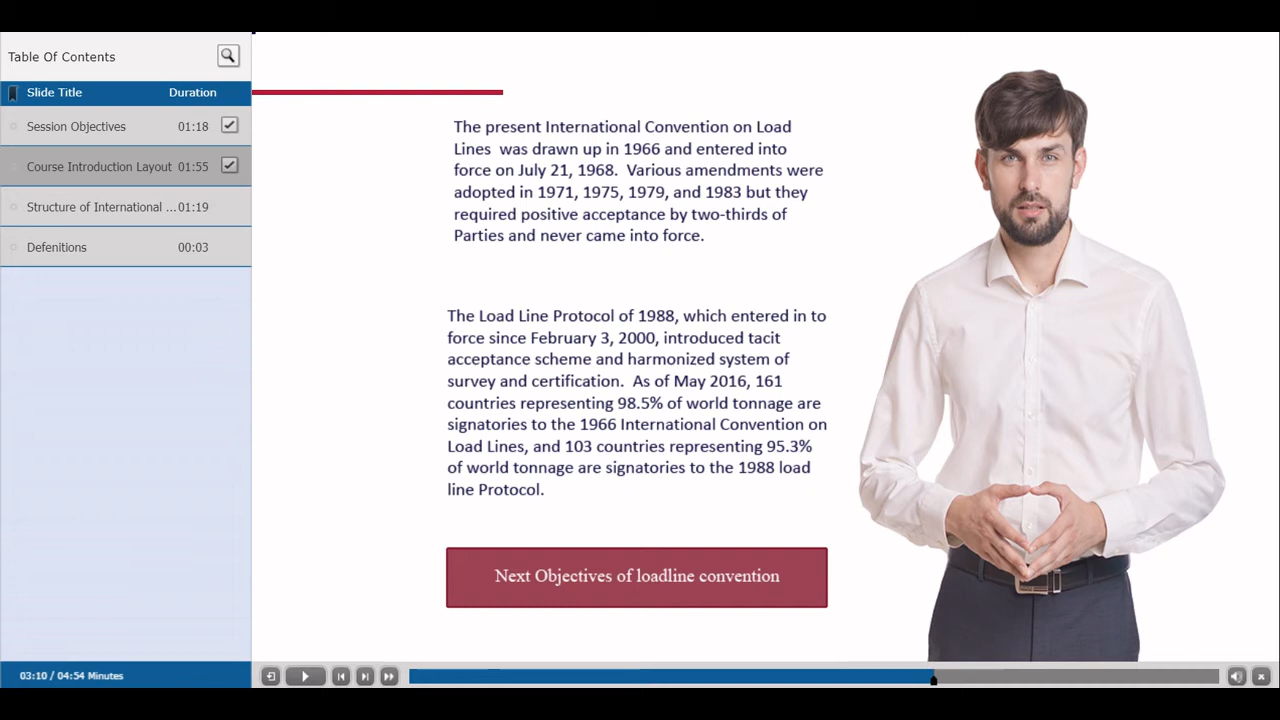 Table Of Contents
Slide Title Duration
Session Objectives 01:18
Course Introduction Layout 01:55
Structure of International ... 01:19
Defenitions 00:03
The present International Convention on Load
Lines was drawn up in 1966 and entered into
force on July 21, 1968. Various amendments were
adopted in 1971, 1975, 1979, and 1983 but they
required positive acceptance by two-thirds of
Parties and never came into force.
The Load Line Protocol of 1988, which entered in to
force since February 3, 2000, introduced tacit
acceptance scheme and harmonized system of
survey and certification. As of May 2016, 161
countries representing 98.5% of world tonnage are
signatories to the 1966 International Convention on
Load Lines, and 103 countries representing 95.3%
of world tonnage are signatories to the 1988 load
line Protocol.
Next Objectives of loadline convention
03:10 / 04:54 Minutes